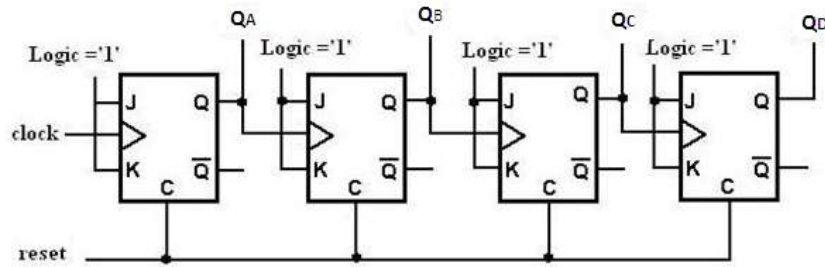 QA QB QC QD
Logic ='1' Logic ='1' Logic ='1' Logic ='1'
J Q J Q J Q J Q
clock
K Q̅ K Q̅ K Q̅ K Q̅
C C C C
reset